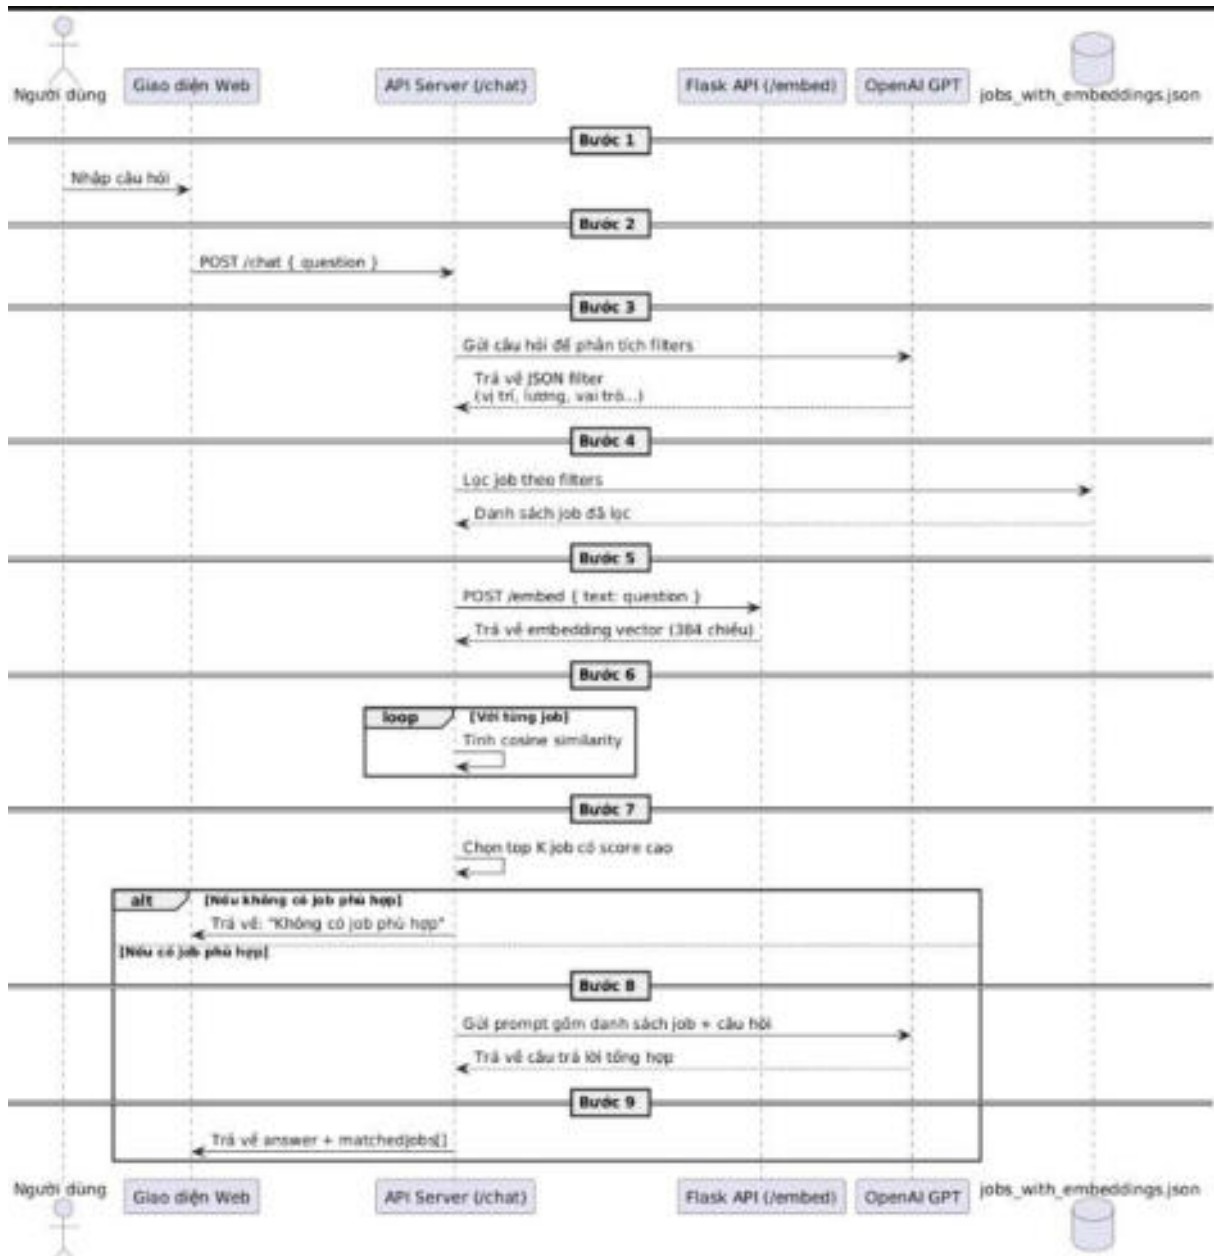 Người dùng
Giao diện Web
API Server (/chat)
Flask API (/embed)
OpenAI GPT
jobs_with_embeddings.json
Bước 1
Nhập câu hỏi
Bước 2
POST /chat { question }
Bước 3
Gửi câu hỏi để phân tích filters
Trả về JSON filter
(vị trí, lương, vai trò...)
Bước 4
Lọc job theo filters
Danh sách job đã lọc
Bước 5
POST /embed { text: question }
Trả về embedding vector (384 chiều)
Bước 6
loop [Với từng job]
Tính cosine similarity
Bước 7
Chọn top K job có score cao
alt [Nếu không có job phù hợp]
Trả về: "Không có job phù hợp"
[Nếu có job phù hợp]
Bước 8
Gửi prompt gồm danh sách job + câu hỏi
Trả về câu trả lời tổng hợp
Bước 9
Trả về answer + matchedJobs[]
Người dùng
Giao diện Web
API Server (/chat)
Flask API (/embed)
OpenAI GPT
jobs_with_embeddings.json